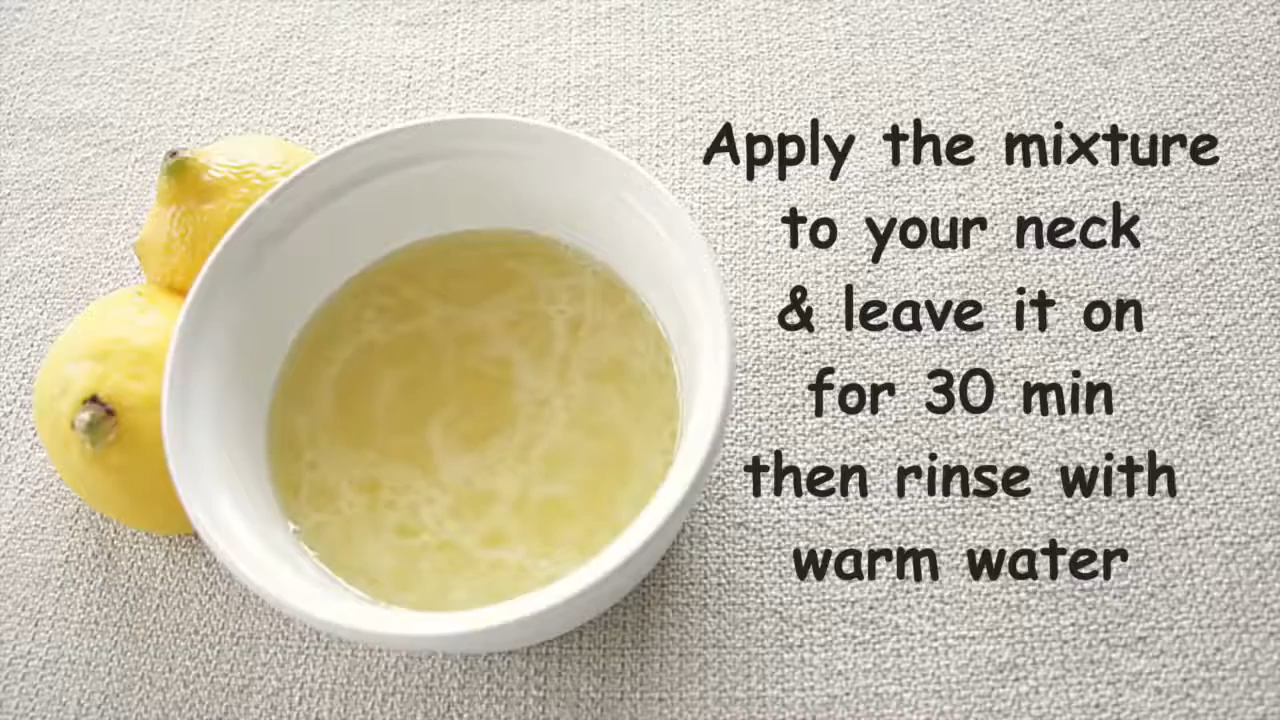 Apply the mixture
to your neck
& leave it on
for 30 min
then rinse with
warm water